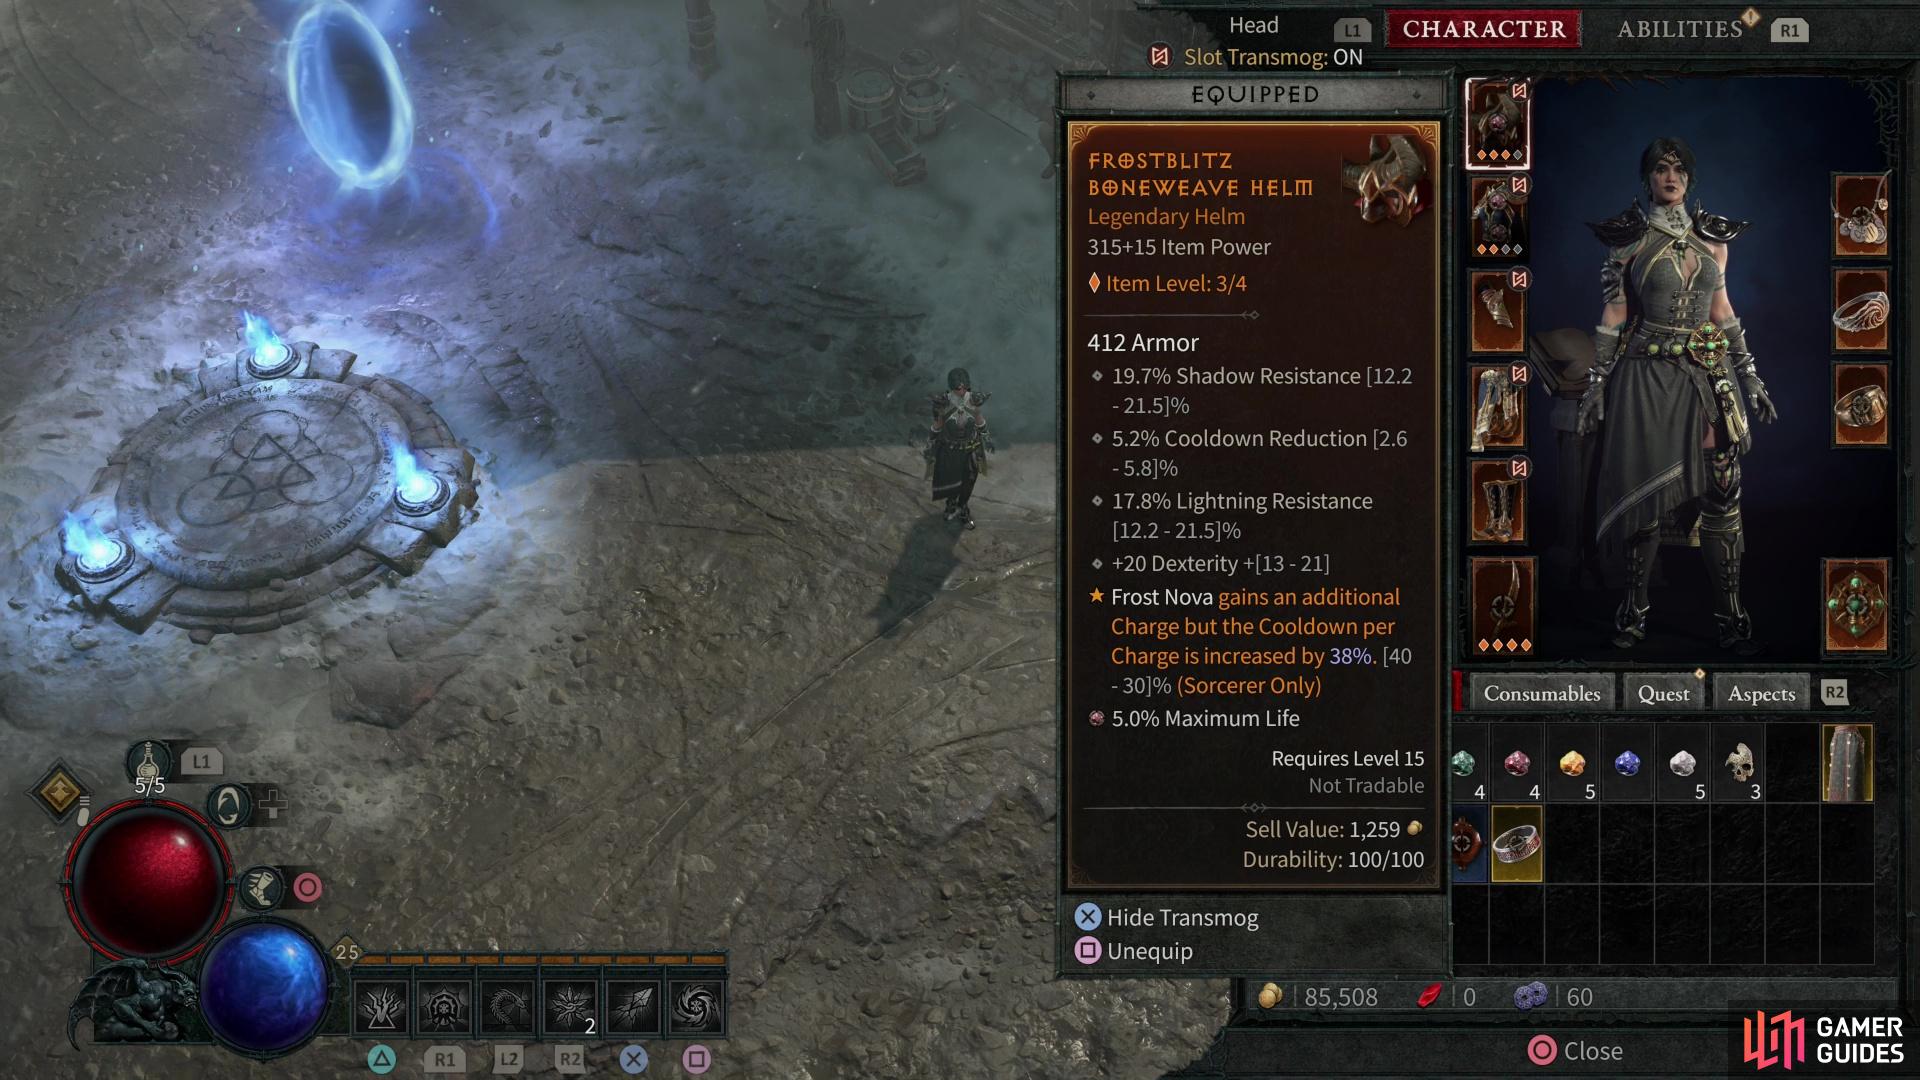 Head
L1
CHARACTER
ABILITIES
R1
Slot Transmog: ON
EQUIPPED
FROSTBLITZ
BONEWEAVE HELM
Legendary Helm
315+15 Item Power
Item Level: 3/4
412 Armor
19.7% Shadow Resistance [12.2
- 21.5]%
5.2% Cooldown Reduction [2.6
- 5.8]%
17.8% Lightning Resistance
[12.2 - 21.5]%
+20 Dexterity +[13 - 21]
Frost Nova gains an additional
Charge but the Cooldown per
Charge is increased by 38%. [40
- 30]% (Sorcerer Only)
5.0% Maximum Life
Requires Level 15
Not Tradable
Sell Value: 1,259
Durability: 100/100
Hide Transmog
Unequip
Consumables
Quest
Aspects
R2
4
4
5
5
3
85,508
0
60
Close
L1
5/5
25
2
R1
L2
R2
GAMER
GUIDES